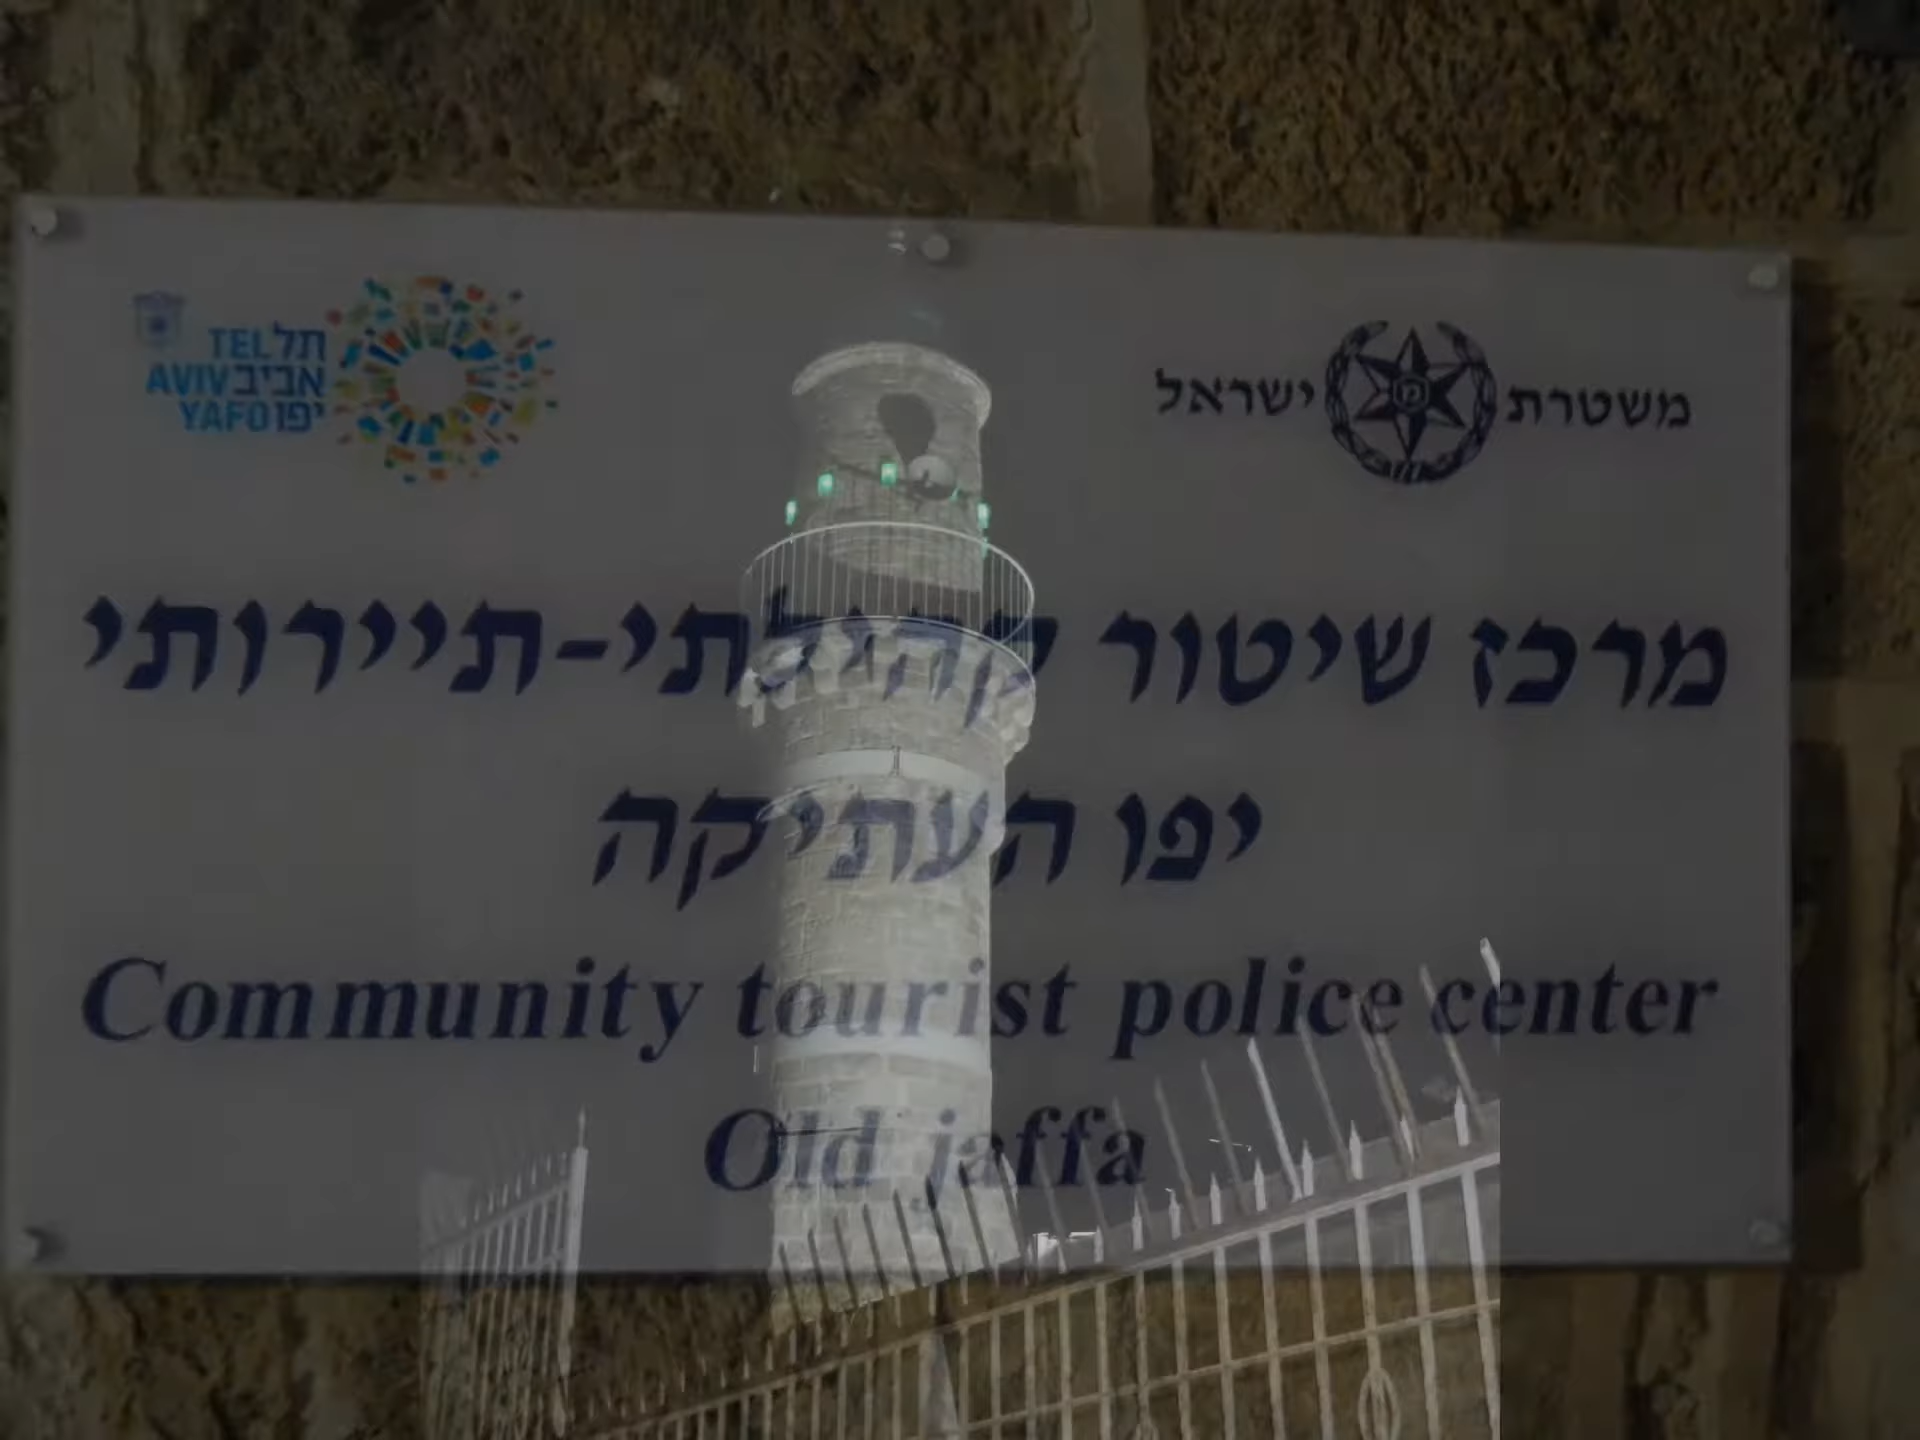 TEL תל
AVIV אביב
YAFO יפו
משטרת ישראל
מרכז שיטור קהילתי-תיירותי
יפו העתיקה
Community tourist police center
Old jaffa